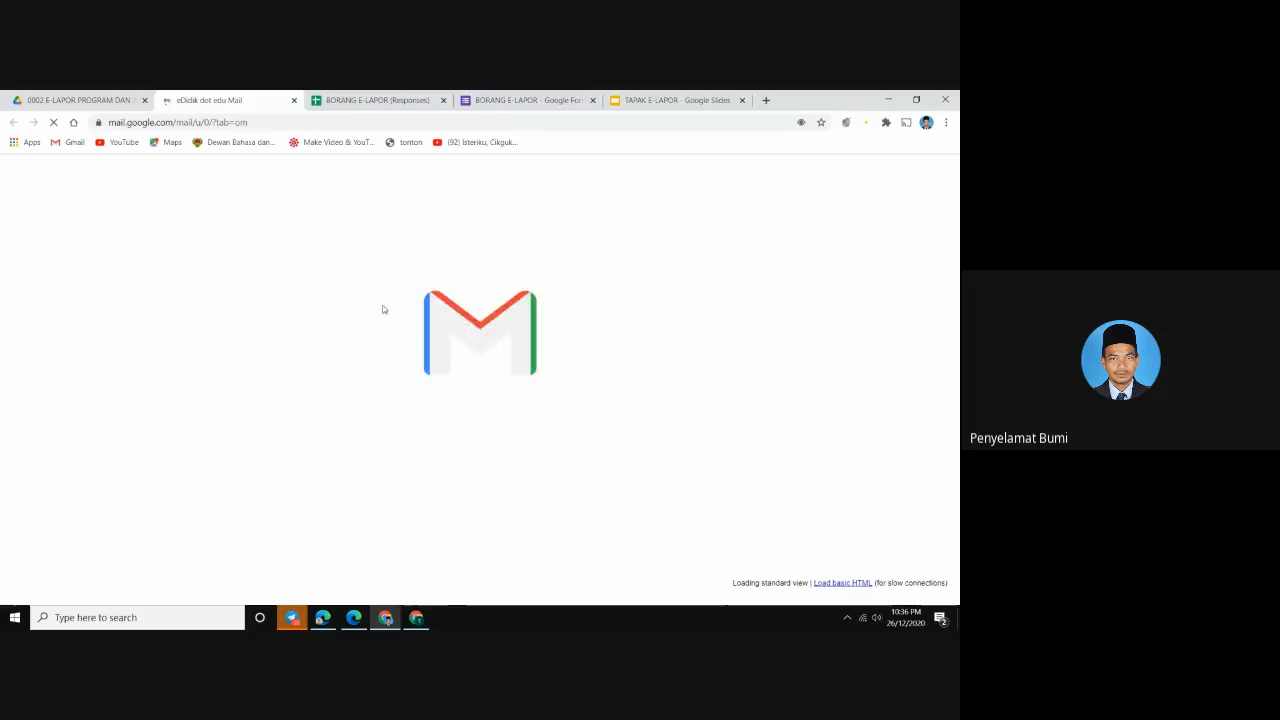 0002 E-LAPOR PROGRAM DAN
eDidik dot edu Mail
BORANG E-LAPOR (Responses)
BORANG E-LAPOR - Google For
TAPAK E-LAPOR - Google Slides
mail.google.com/mail/u/0/?tab=om
Apps
Gmail
YouTube
Maps
Dewan Bahasa dan...
Make Video & YouT...
tonton
(92) Isteriku, Cikguk...
Penyelamat Bumi
Loading standard view | Load basic HTML (for slow connections)
Type here to search
10:36 PM
26/12/2020
2